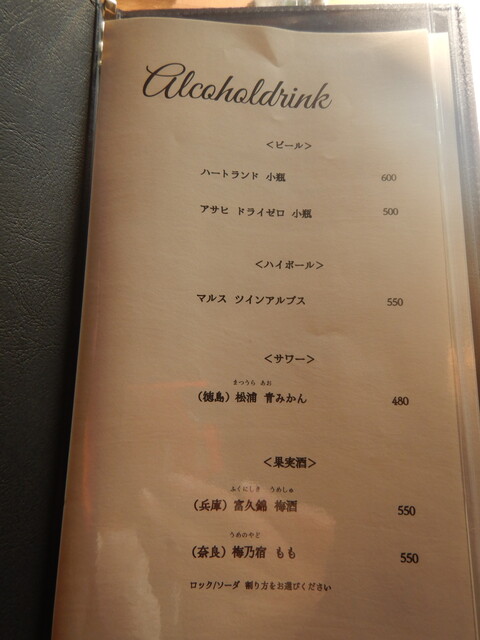 Alcoholdrink
<ビール>
ハートランド 小瓶 600
アサヒ ドライゼロ 小瓶 500
<ハイボール>
マルス ツインアルプス 550
<サワー>
まつうら あお
(徳島) 松浦 青みかん 480
<果実酒>
ふくにしき うめしゅ
(兵庫) 富久錦 梅酒 550
うめのやど
(奈良) 梅乃宿 もも 550
ロック/ソーダ 割り方をお選びください